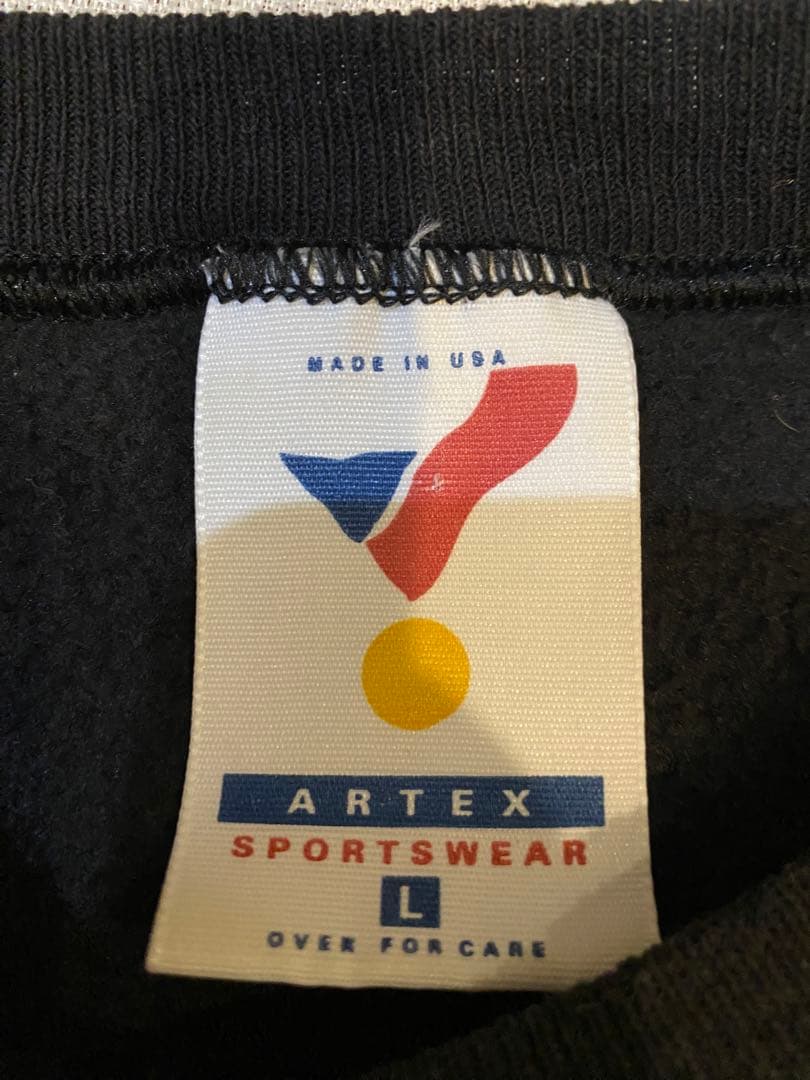 MADE IN USA
ARTEX
SPORTSWEAR
L
OVER FOR CARE